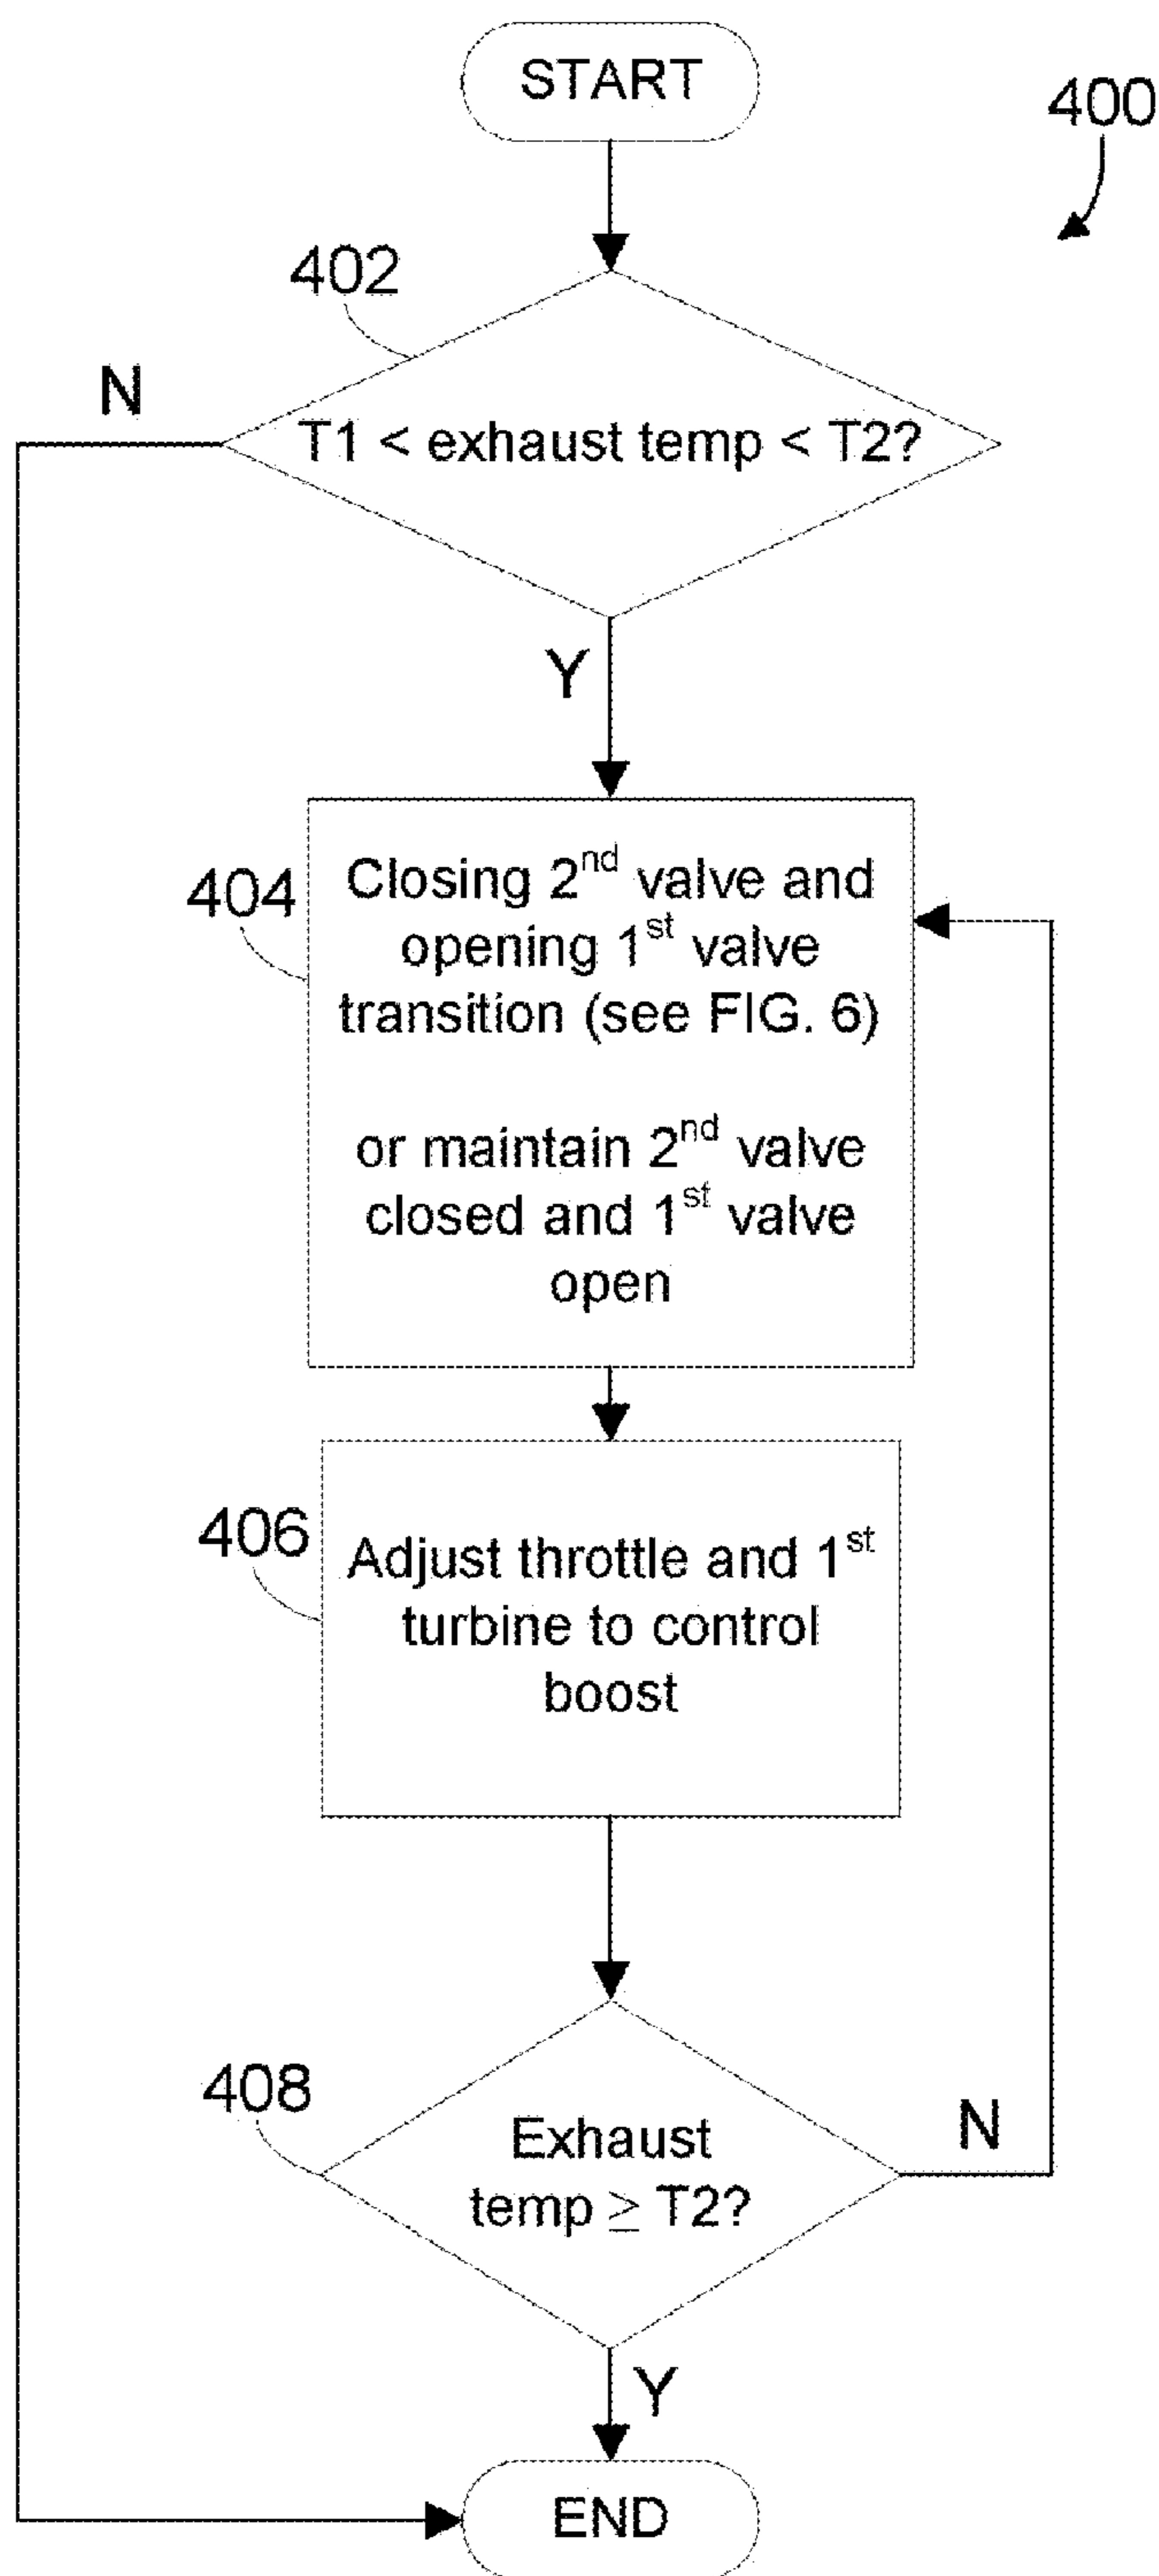 START
400
402
N
T1 < exhaust temp < T2?
Y
404
Closing 2nd valve and
opening 1st valve
transition (see FIG. 6)
or maintain 2nd valve
closed and 1st valve
open
406
Adjust throttle and 1st
turbine to control
boost
408
Exhaust
temp ≥ T2?
N
Y
END